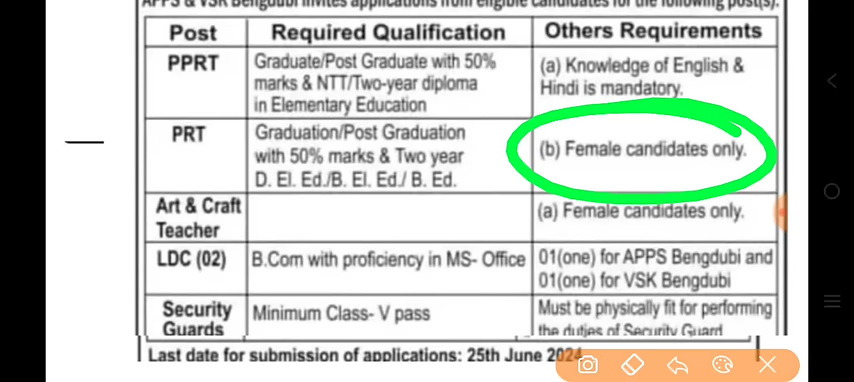 APPS & VSK Bengdubi invites applications from eligible candidates for the following post(s):
Post Required Qualification Others Requirements
PPRT Graduate/Post Graduate with 50% marks & NTT/Two-year diploma in Elementary Education (a) Knowledge of English & Hindi is mandatory.
PRT Graduation/Post Graduation with 50% marks & Two year D. El. Ed./B. El. Ed./ B. Ed. (b) Female candidates only.
Art & Craft Teacher (a) Female candidates only.
LDC (02) B.Com with proficiency in MS- Office 01(one) for APPS Bengdubi and 01(one) for VSK Bengdubi
Security Guards Minimum Class- V pass Must be physically fit for performing the duties of Security Guard
Last date for submission of applications: 25th June 2024